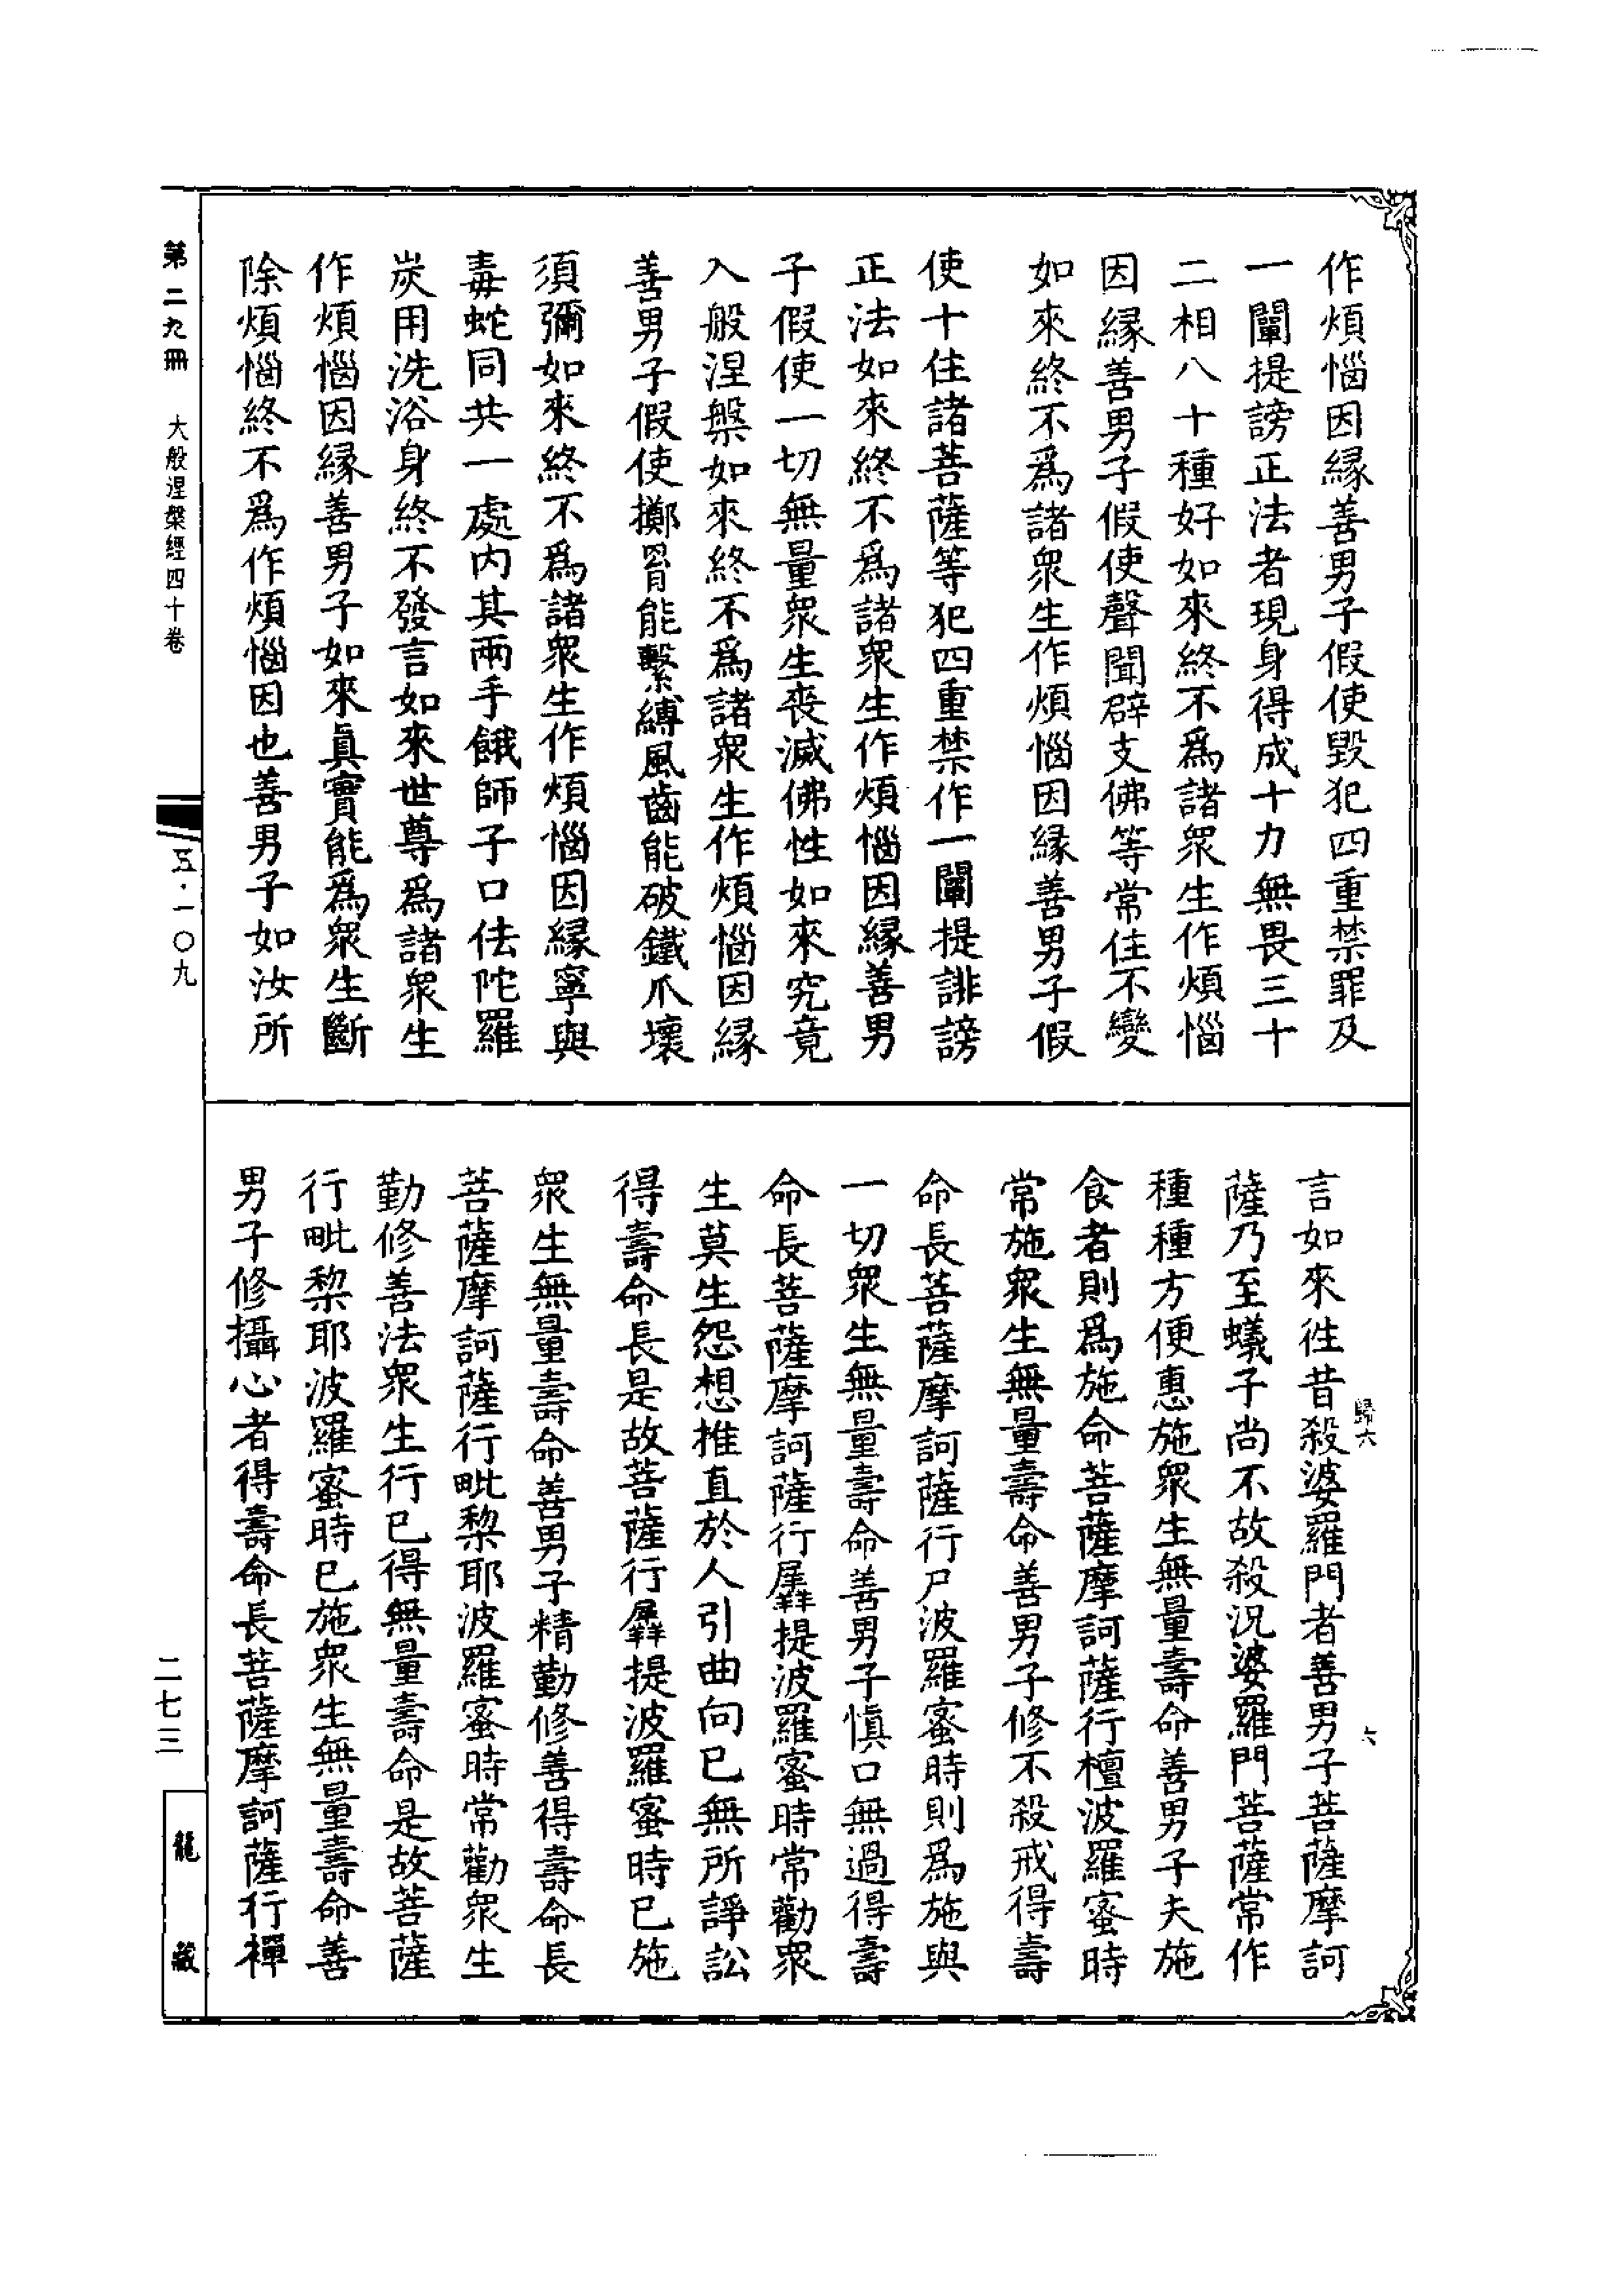 作煩惱因緣善男子假使毀犯四重禁罪及
一闡提謗正法者現身得成十力無畏三十
二相八十種好如來終不爲諸衆生作煩惱
因緣善男子假使聲聞辟支佛等常住不變
如來終不爲諸衆生作煩惱因緣善男子假
使十住諸菩薩等犯四重禁作一闡提誹謗
正法如來終不爲諸衆生作煩惱因緣善男
子假使一切無量衆生喪滅佛性如來究竟
入般涅槃如來終不爲諸衆生作煩惱因緣
善男子假使擲罥能繫縛風齒能破鐵爪壞
須彌如來終不爲諸衆生作煩惱因緣寧與
毒蛇同共一處內其兩手餓師子口佉陀羅
炭用洗浴身終不發言如來世尊爲諸衆生
作煩惱因緣善男子如來眞實能爲衆生斷
除煩惱終不爲作煩惱因也善男子如汝所
言如來往昔殺婆羅門者善男子菩薩摩訶
薩乃至蟻子尚不故殺況婆羅門菩薩常作
種種方便惠施衆生無量壽命善男子夫施
食者則爲施命菩薩摩訶薩行檀波羅蜜時
常施衆生無量壽命善男子修不殺戒得壽
命長菩薩摩訶薩行尸波羅蜜時則爲施與
一切衆生無量壽命善男子慎口無過得壽
命長菩薩摩訶薩行羼提波羅蜜時常勸衆
生莫生怨想推直於人引曲向已無所諍訟
得壽命長是故菩薩行羼提波羅蜜時已施
衆生無量壽命善男子精勤修善得壽命長
菩薩摩訶薩行毗黎耶波羅蜜時常勸衆生
勤修善法衆生行已得無量壽命是故菩薩
行毗黎耶波羅蜜時已施衆生無量壽命善
男子修攝心者得壽命長菩薩摩訶薩行禪
歸六
六
第二九冊
大般涅槃經四十卷
五·一〇九
二七三
龍藏